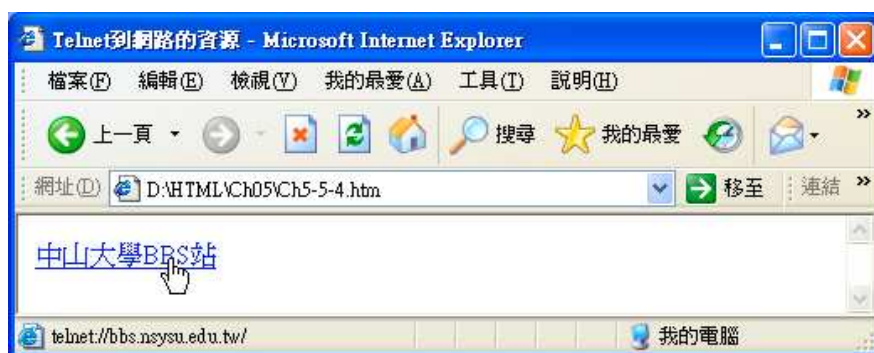 Telnet到網路的資源 - Microsoft Internet Explorer
檔案(F) 編輯(E) 檢視(V) 我的最愛(A) 工具(T) 說明(H)
上一頁 搜尋 我的最愛 »
網址(D) D:\HTML\Ch05\Ch5-5-4.htm 移至 連結 »
中山大學BBS站
telnet://bbs.nsysu.edu.tw/ 我的電腦